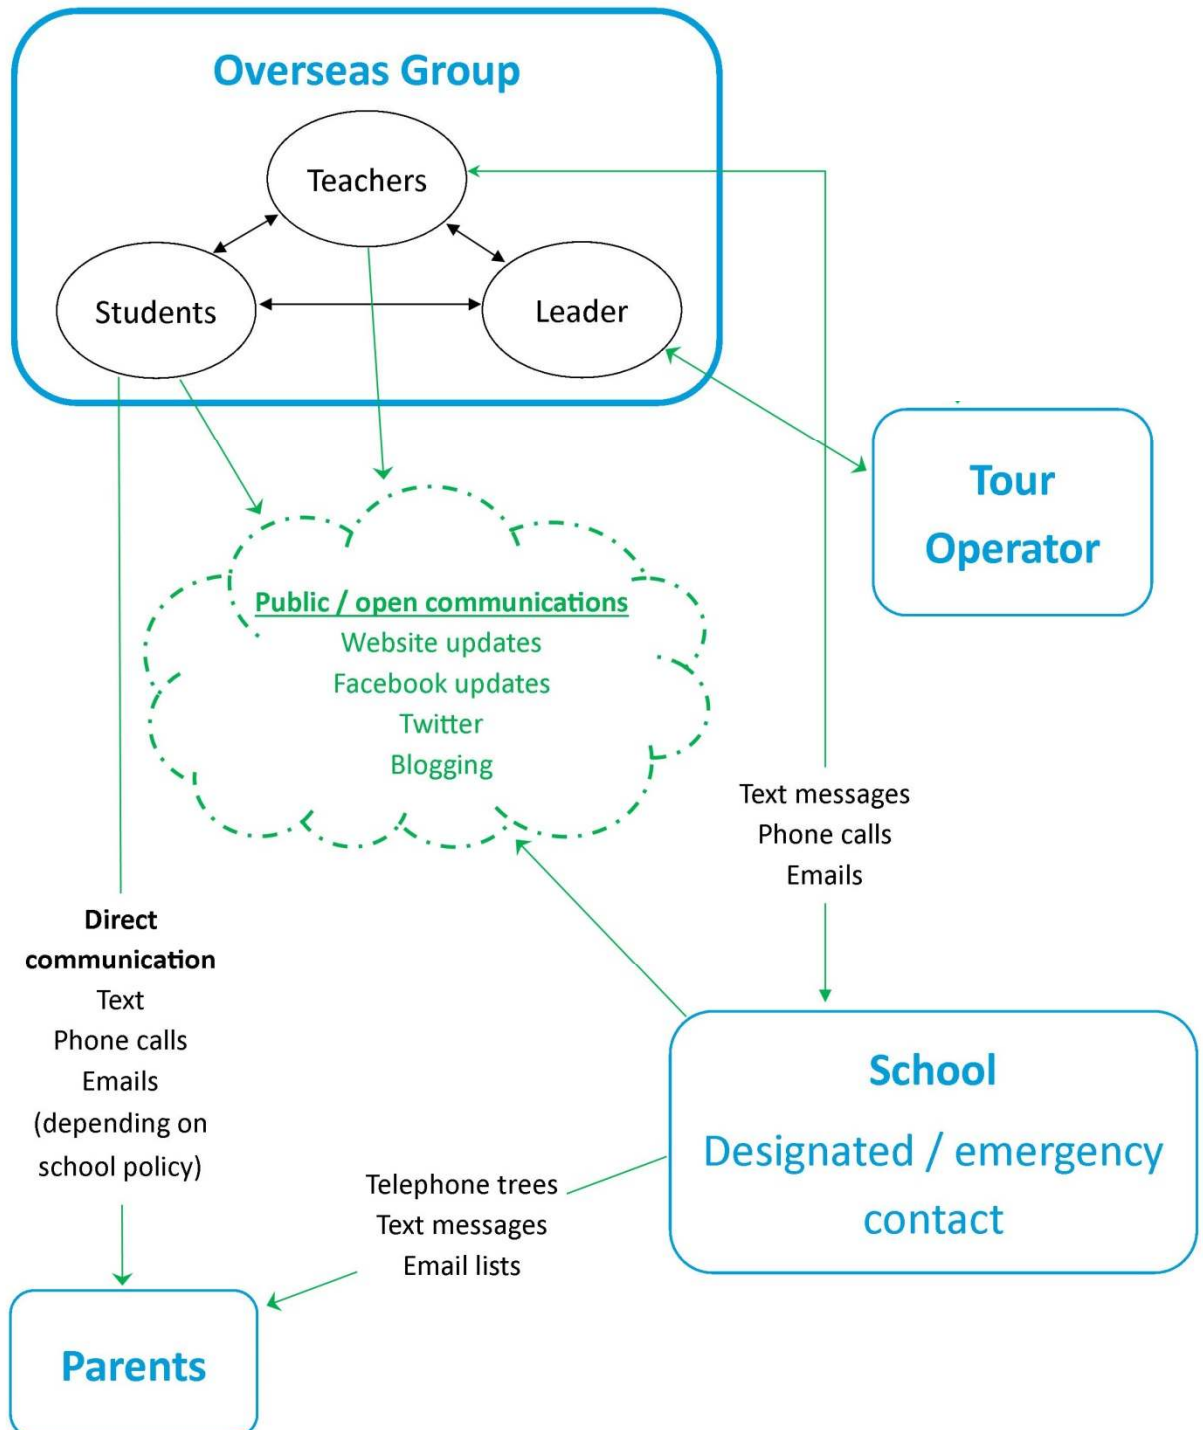 Overseas Group
Teachers
Students
Leader
Tour
Operator
Public / open communications
Website updates
Facebook updates
Twitter
Blogging
Text messages
Phone calls
Emails
Direct
communication
Text
Phone calls
Emails
(depending on
school policy)
School
Designated / emergency
contact
Telephone trees
Text messages
Email lists
Parents